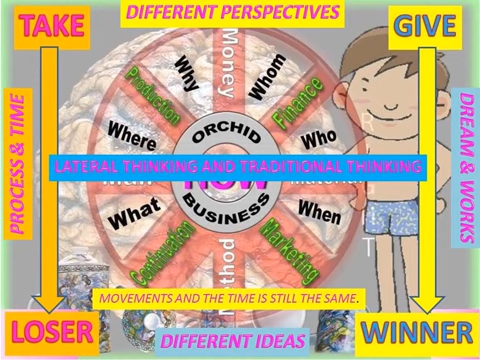 DIFFERENT PERSPECTIVES
TAKE
GIVE
Money
Why
Whom
Production
Finance
Where
Who
ORCHID
LATERAL THINKING AND TRADITIONAL THINKING
HOW
BUSINESS
What
When
Continuation
Marketing
PROCESS & TIME
DREAM & WORKS
T
MOVEMENTS AND THE TIME IS STILL THE SAME.
LOSER
DIFFERENT IDEAS
WINNER